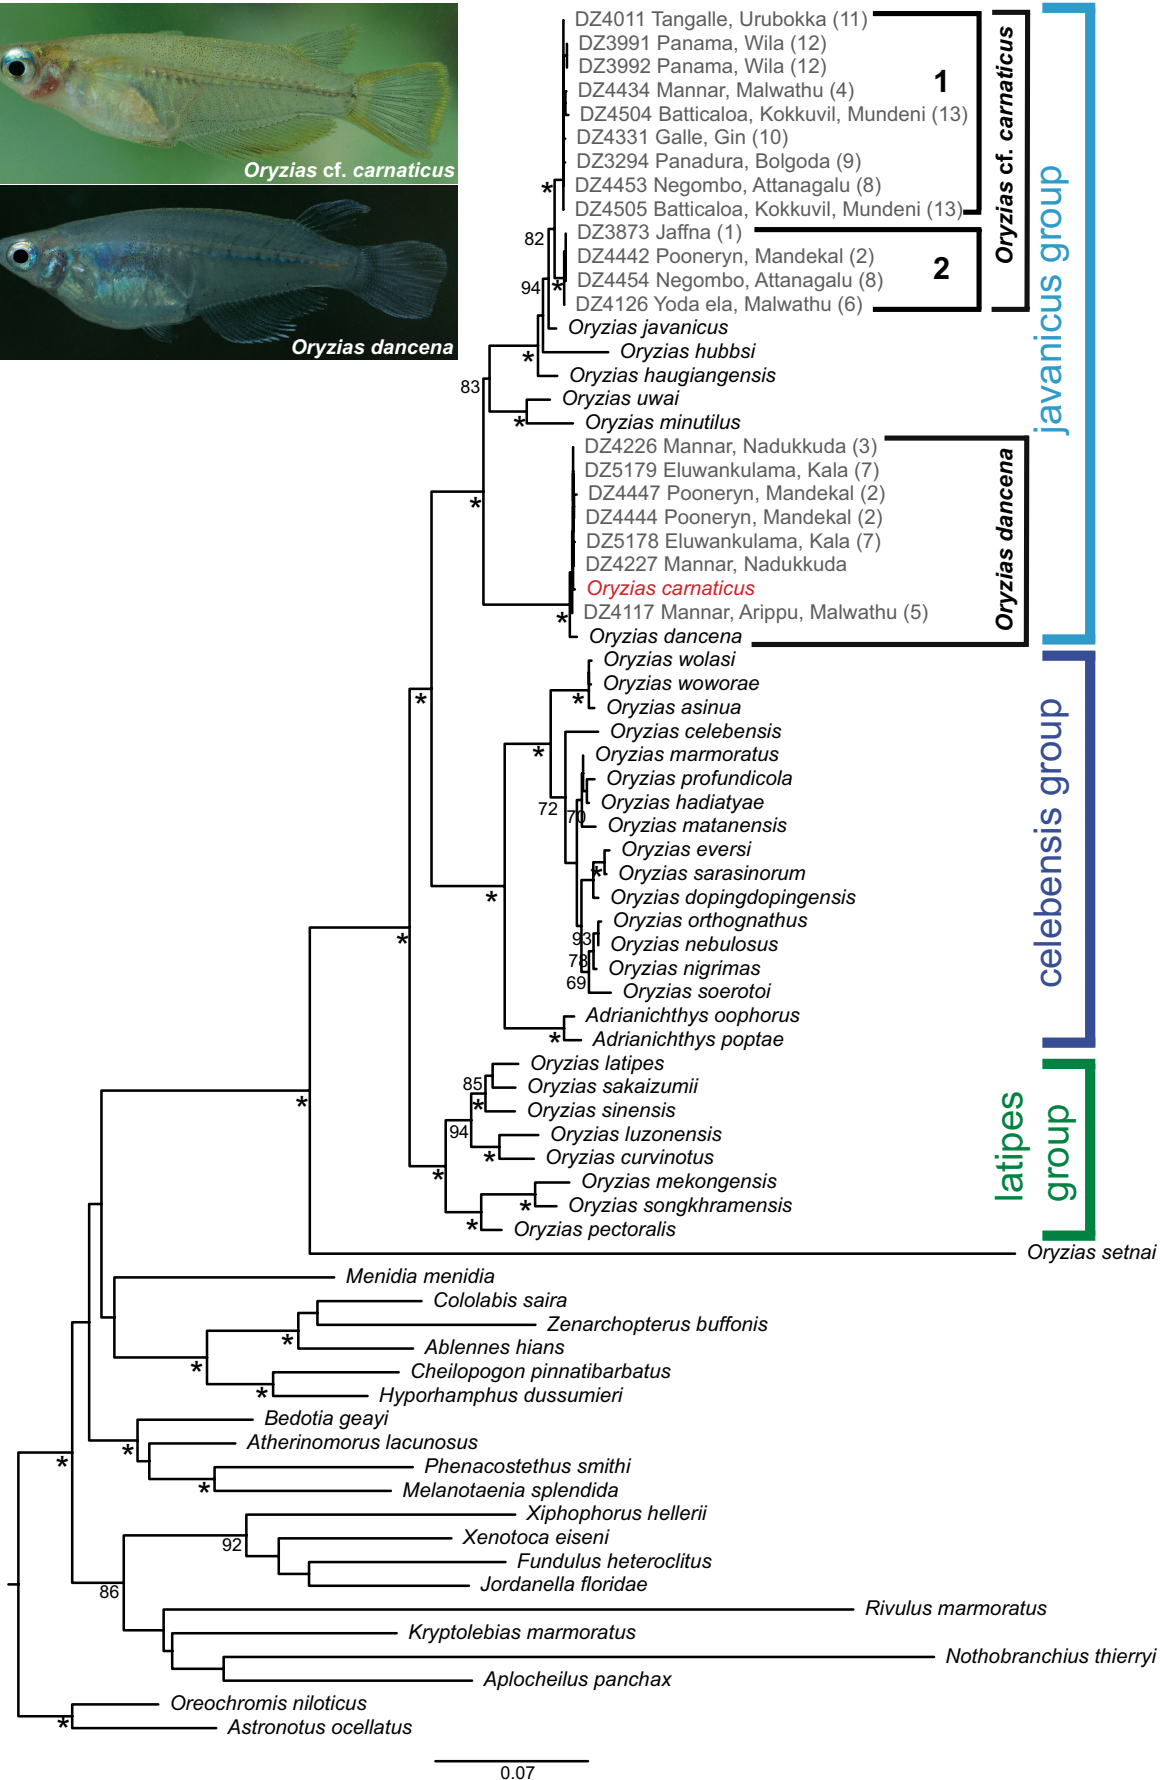 Oryzias cf. carnaticus
Oryzias dancena
DZ4011 Tangalle, Urubokka (11)
DZ3991 Panama, Wila (12)
DZ3992 Panama, Wila (12)
DZ4434 Mannar, Malwathu (4)
DZ4504 Batticaloa, Kokkuvil, Mundeni (13)
DZ4331 Galle, Gin (10)
DZ3294 Panadura, Bolgoda (9)
DZ4453 Negombo, Attanagalu (8)
DZ4505 Batticaloa, Kokkuvil, Mundeni (13)
1
DZ3873 Jaffna (1)
DZ4442 Pooneryn, Mandekal (2)
DZ4454 Negombo, Attanagalu (8)
DZ4126 Yoda ela, Malwathu (6)
2
Oryzias cf. carnaticus
Oryzias javanicus
Oryzias hubbsi
Oryzias haugiangensis
Oryzias uwai
Oryzias minutilus
DZ4226 Mannar, Nadukkuda (3)
DZ5179 Eluwankulama, Kala (7)
DZ4447 Pooneryn, Mandekal (2)
DZ4444 Pooneryn, Mandekal (2)
DZ5178 Eluwankulama, Kala (7)
DZ4227 Mannar, Nadukkuda
Oryzias carnaticus
DZ4117 Mannar, Arippu, Malwathu (5)
Oryzias dancena
Oryzias dancena
javanicus group
*
82
*
94
*
83
*
*
*
Oryzias wolasi
Oryzias woworae
Oryzias asinua
Oryzias celebensis
Oryzias marmoratus
Oryzias profundicola
Oryzias hadiatyae
Oryzias matanensis
Oryzias eversi
Oryzias sarasinorum
Oryzias dopingdopingensis
Oryzias orthognathus
Oryzias nebulosus
Oryzias nigrimas
Oryzias soerotoi
Adrianichthys oophorus
Adrianichthys poptae
celebensis group
*
*
*
72
70
*
*
93
*
78
69
*
Oryzias latipes
Oryzias sakaizumii
Oryzias sinensis
Oryzias luzonensis
Oryzias curvinotus
Oryzias mekongensis
Oryzias songkhramensis
Oryzias pectoralis
latipes
group
85
*
94
*
*
*
*
*
Oryzias setnai
Menidia menidia
Cololabis saira
Zenarchopterus buffonis
Ablennes hians
Cheilopogon pinnatibarbatus
Hyporhamphus dussumieri
*
*
*
Bedotia geayi
Atherinomorus lacunosus
Phenacostethus smithi
Melanotaenia splendida
*
*
*
Xiphophorus hellerii
Xenotoca eiseni
Fundulus heteroclitus
Jordanella floridae
92
86
Rivulus marmoratus
Kryptolebias marmoratus
Nothobranchius thierryi
Aplocheilus panchax
Oreochromis niloticus
Astronotus ocellatus
*
0.07